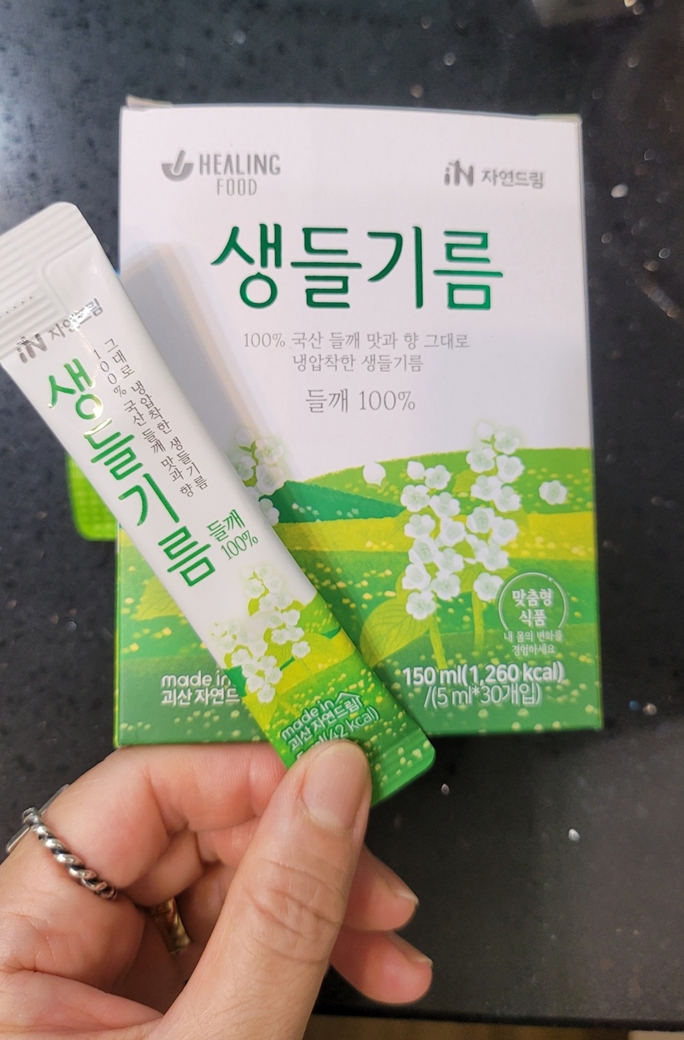 HEALING
FOOD
iN 자연드림
생들기름
100% 국산 들깨 맛과 향 그대로
냉압착한 생들기름
들깨 100%
맞춤형
식품
내 몸의 변화를
경험하세요
150 ml(1,260 kcal)
/(5 ml*30개입)
made in
괴산 자연드
iN 자연드림
생들기름
100% 국산 들깨 맛과 향
그대로 냉압착한 생들기름
들깨
100%
made in
괴산 자연드림